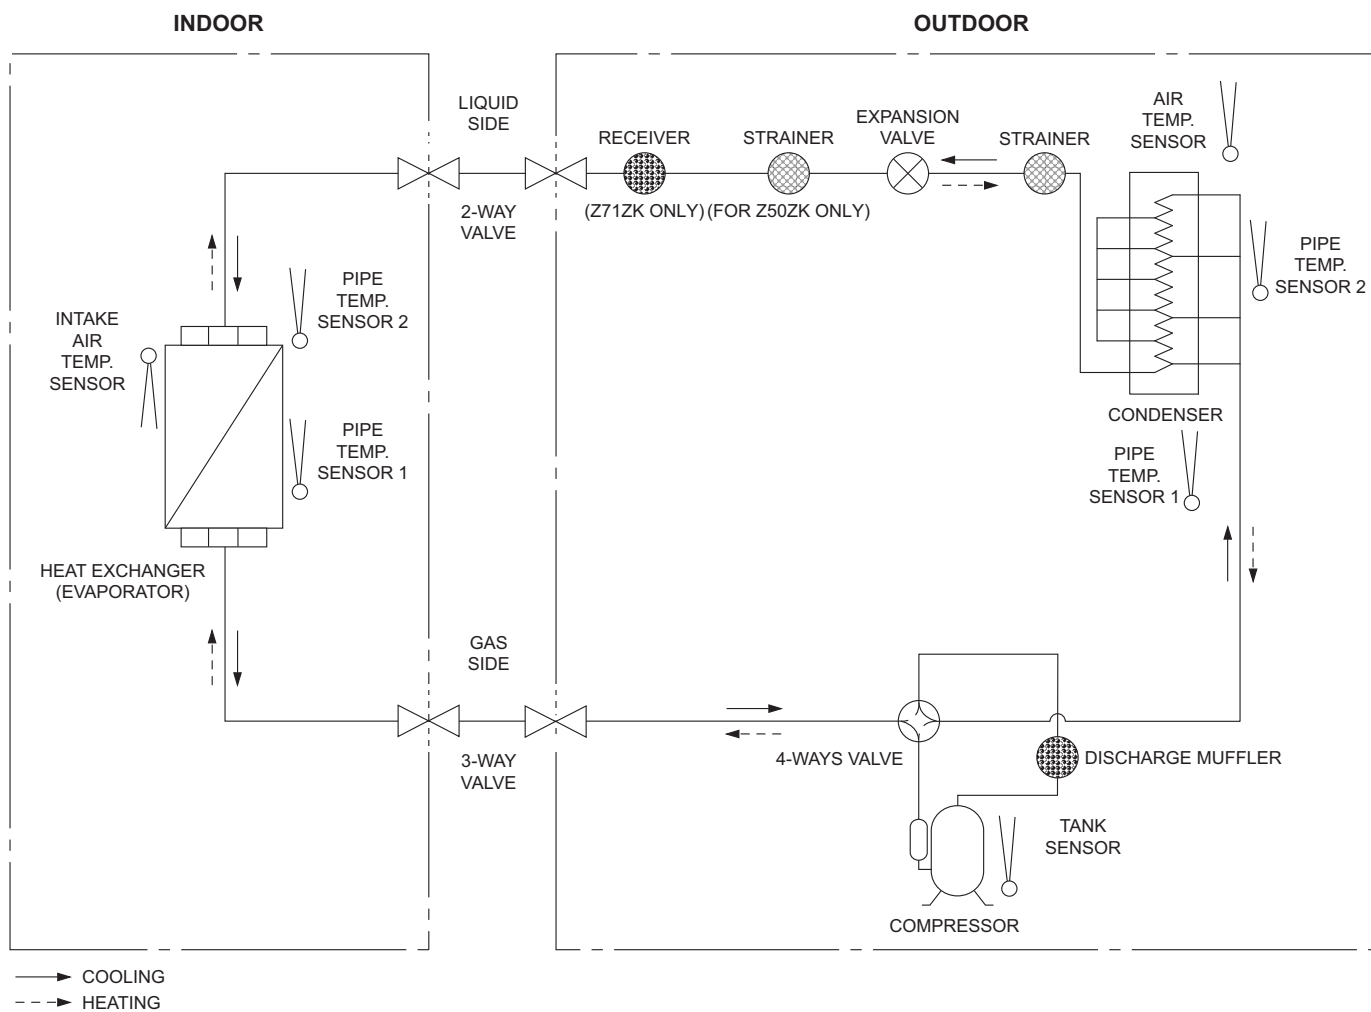 INDOOR
OUTDOOR
LIQUID
SIDE
RECEIVER
STRAINER
EXPANSION
VALVE
STRAINER
AIR
TEMP.
SENSOR
2-WAY
VALVE
(Z71ZK ONLY)
(FOR Z50ZK ONLY)
PIPE
TEMP.
SENSOR 2
PIPE
TEMP.
SENSOR 2
INTAKE
AIR
TEMP.
SENSOR
PIPE
TEMP.
SENSOR 1
CONDENSER
PIPE
TEMP.
SENSOR 1
HEAT EXCHANGER
(EVAPORATOR)
GAS
SIDE
3-WAY
VALVE
4-WAYS VALVE
DISCHARGE MUFFLER
TANK
SENSOR
COMPRESSOR
COOLING
HEATING